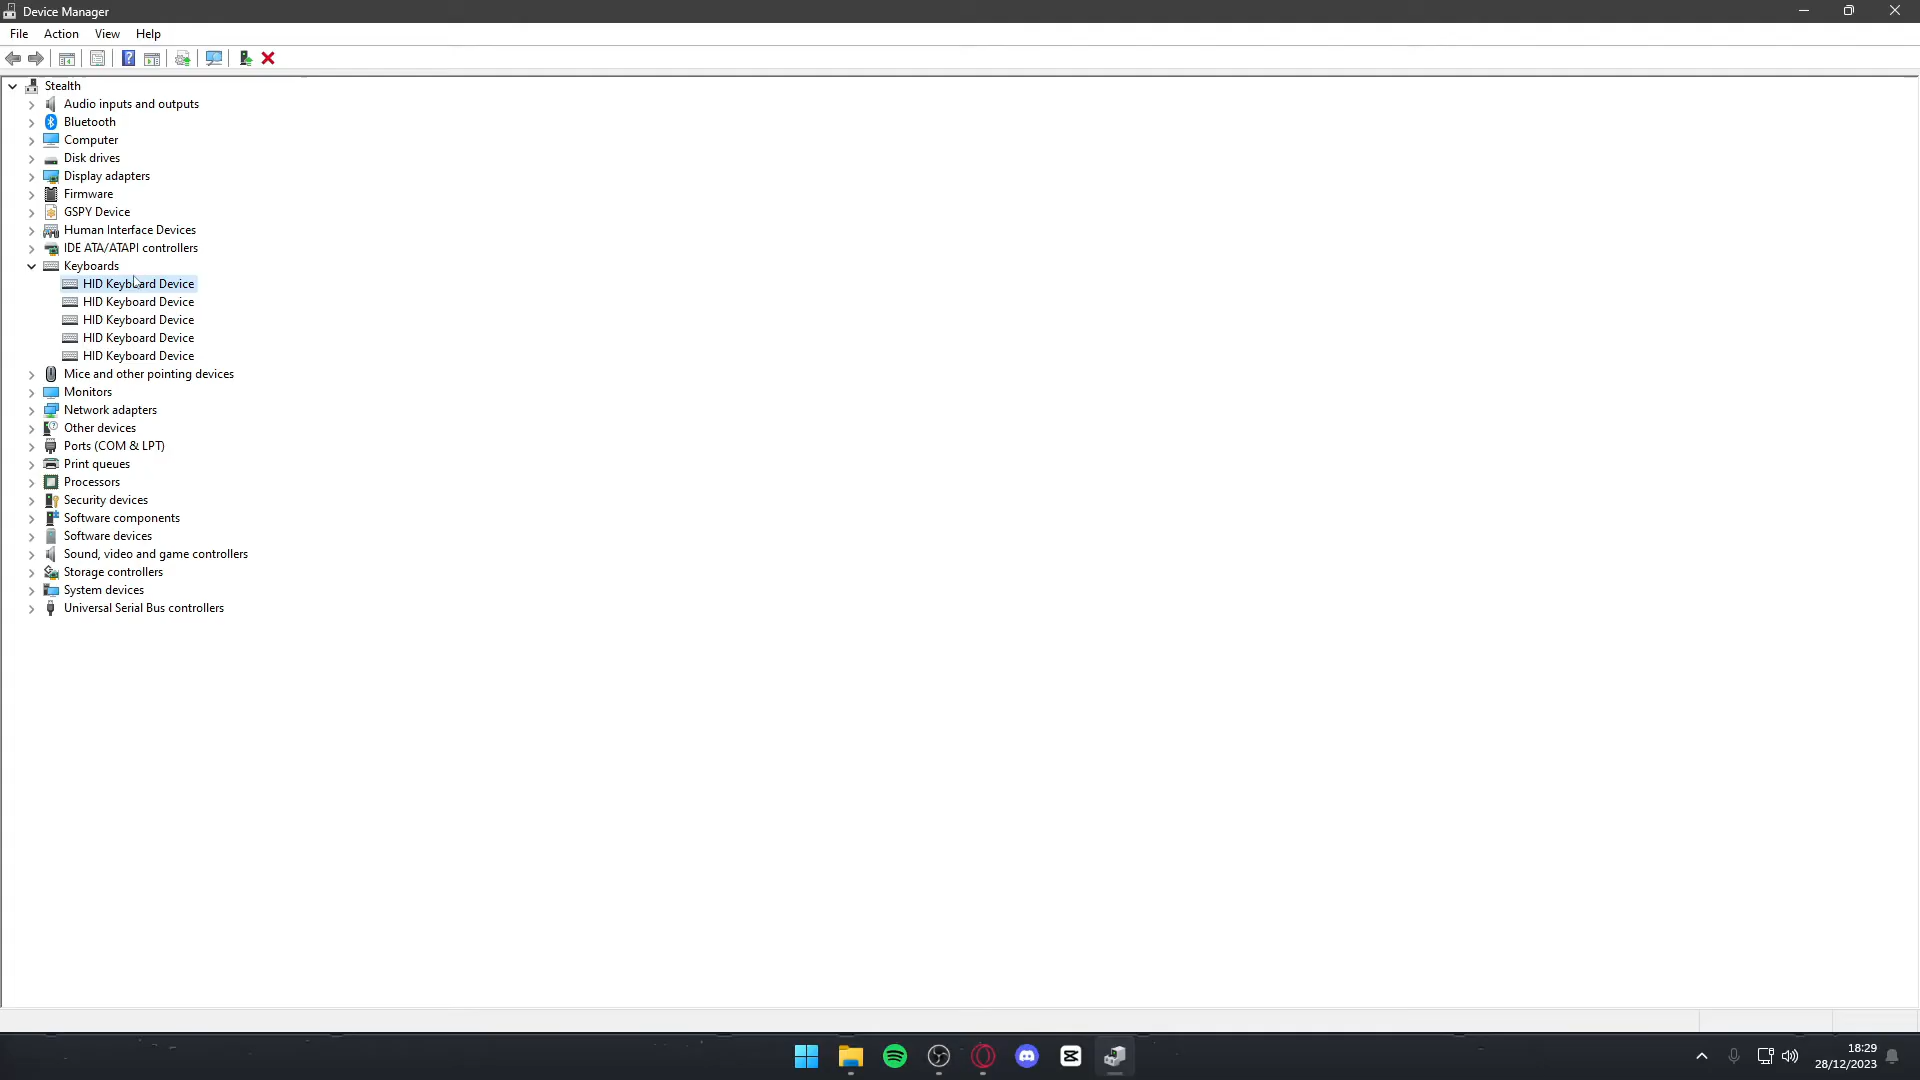 Device Manager
File Action View Help
Stealth
Audio inputs and outputs
Bluetooth
Computer
Disk drives
Display adapters
Firmware
GSPY Device
Human Interface Devices
IDE ATA/ATAPI controllers
Keyboards
HID Keyboard Device
HID Keyboard Device
HID Keyboard Device
HID Keyboard Device
HID Keyboard Device
Mice and other pointing devices
Monitors
Network adapters
Other devices
Ports (COM & LPT)
Print queues
Processors
Security devices
Software components
Software devices
Sound, video and game controllers
Storage controllers
System devices
Universal Serial Bus controllers
18:29
28/12/2023